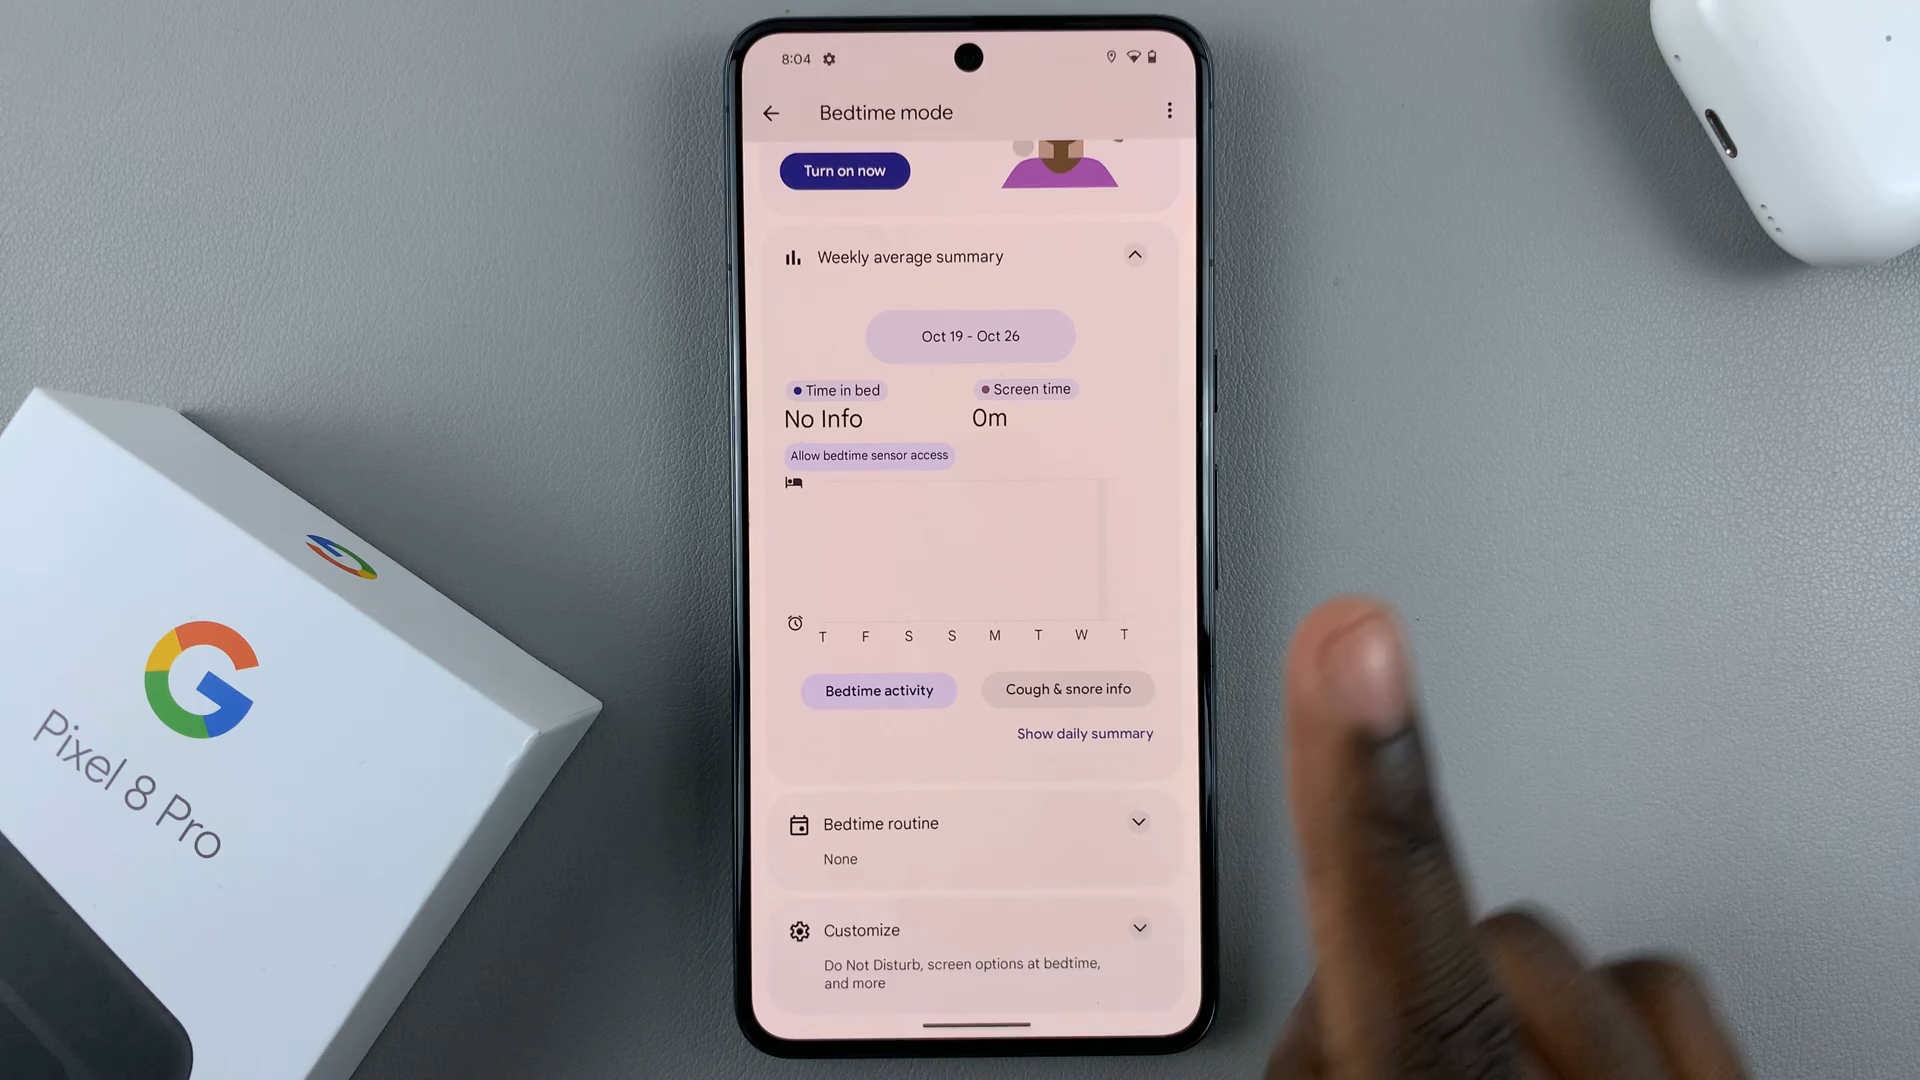 8:04
Bedtime mode
Turn on now
Weekly average summary
Oct 19 - Oct 26
Time in bed
Screen time
No Info
0m
Allow bedtime sensor access
T F S S M T W T
Bedtime activity
Cough & snore info
Show daily summary
Bedtime routine
None
Customize
Do Not Disturb, screen options at bedtime,
and more
G
Pixel 8 Pro